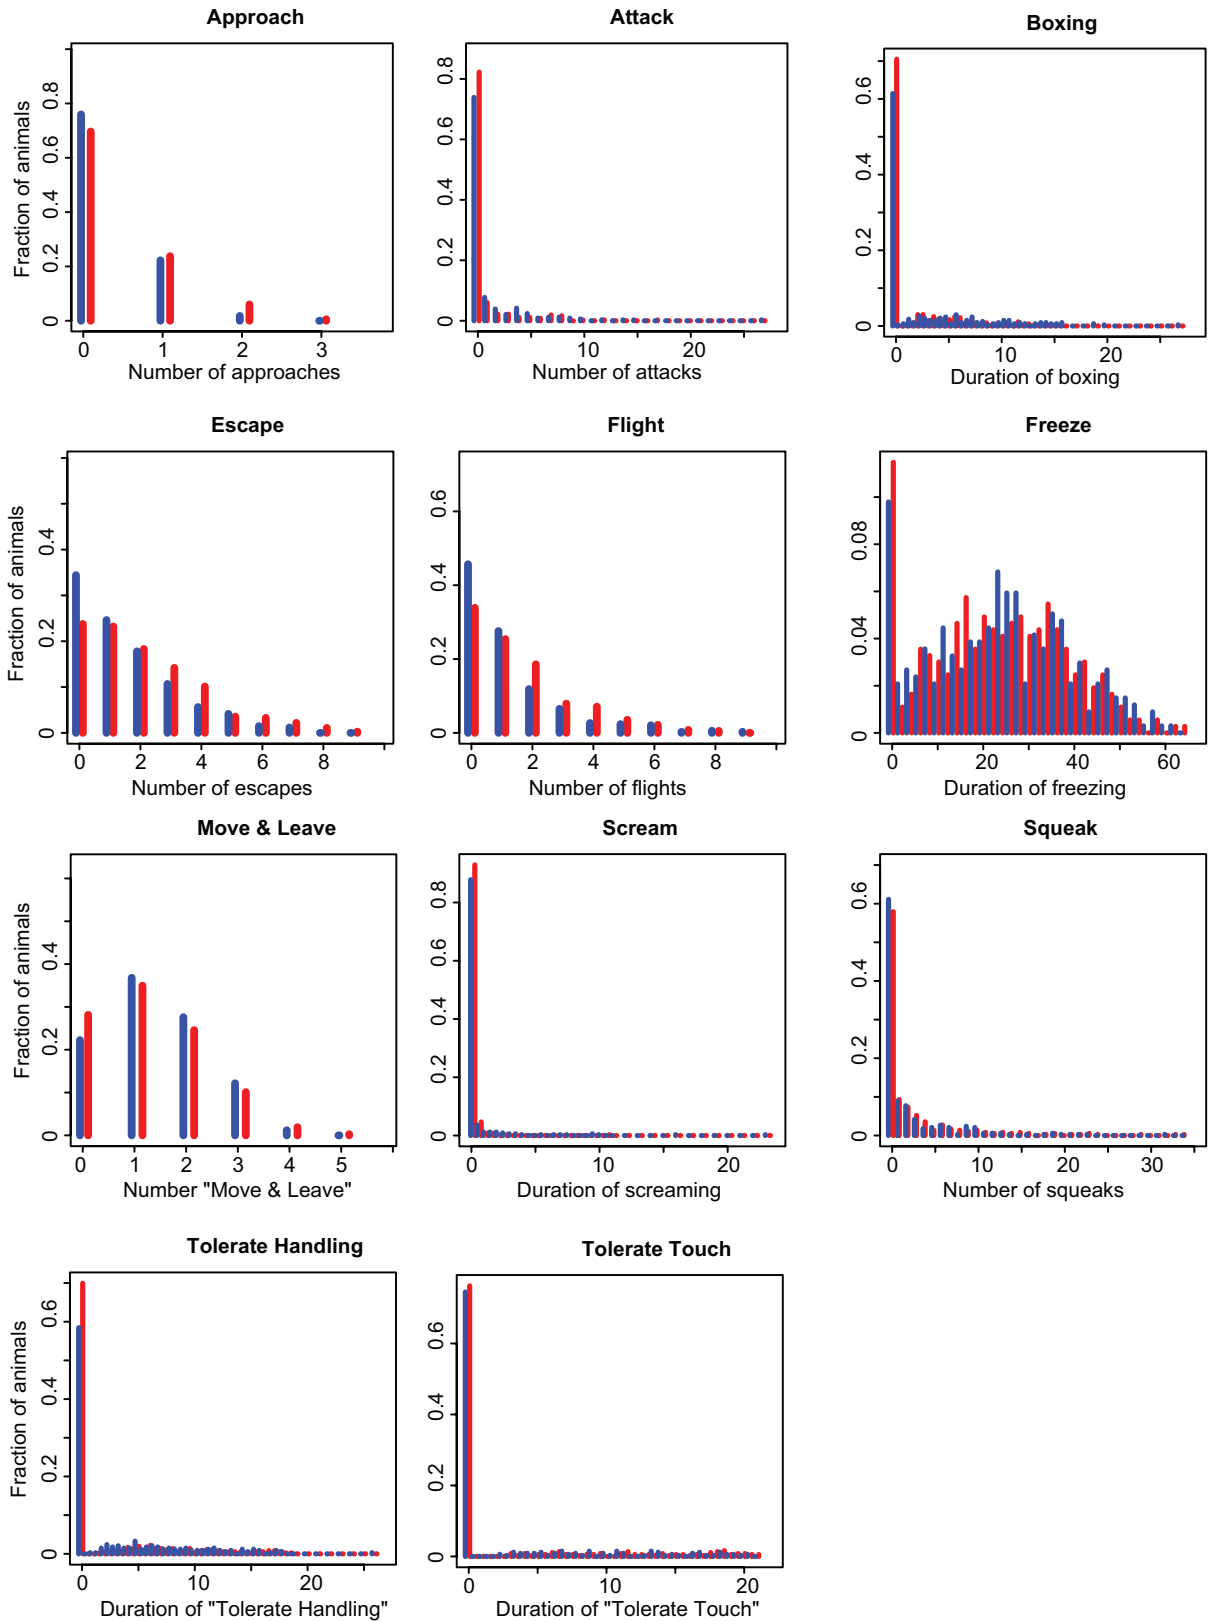 Approach
Attack
Boxing
Fraction of animals
0 0.2 0.4 0.6 0.8
0 1 2 3
Number of approaches
0 0.2 0.4 0.6 0.8
0 10 20
Number of attacks
0 0.2 0.4 0.6
0 10 20
Duration of boxing
Escape
Flight
Freeze
Fraction of animals
0 0.2 0.4
0 2 4 6 8
Number of escapes
0 0.2 0.4 0.6
0 2 4 6 8
Number of flights
0 0.04 0.08
0 20 40 60
Duration of freezing
Move & Leave
Scream
Squeak
Fraction of animals
0 0.2 0.4
0 1 2 3 4 5
Number "Move & Leave"
0 0.2 0.4 0.6 0.8
0 10 20
Duration of screaming
0 0.2 0.4 0.6
0 10 20 30
Number of squeaks
Tolerate Handling
Tolerate Touch
Fraction of animals
0 0.2 0.4 0.6
0 10 20
Duration of "Tolerate Handling"
0 0.2 0.4 0.6
0 10 20
Duration of "Tolerate Touch"